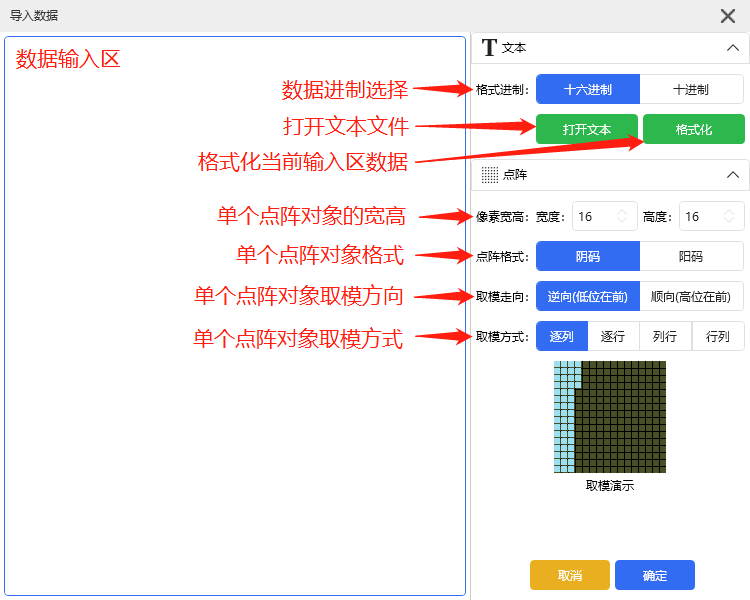 导入数据
数据输入区
T 文本
数据进制选择
格式进制: 十六进制 十进制
打开文本文件
打开文本 格式化
格式化当前输入区数据
点阵
单个点阵对象的宽高
像素宽高: 宽度: 16 高度: 16
单个点阵对象格式
点阵格式: 阴码 阳码
单个点阵对象取模方向
取模走向: 逆向(低位在前) 顺向(高位在前)
单个点阵对象取模方式
取模方式: 逐列 逐行 列行 行列
取模演示
取消 确定